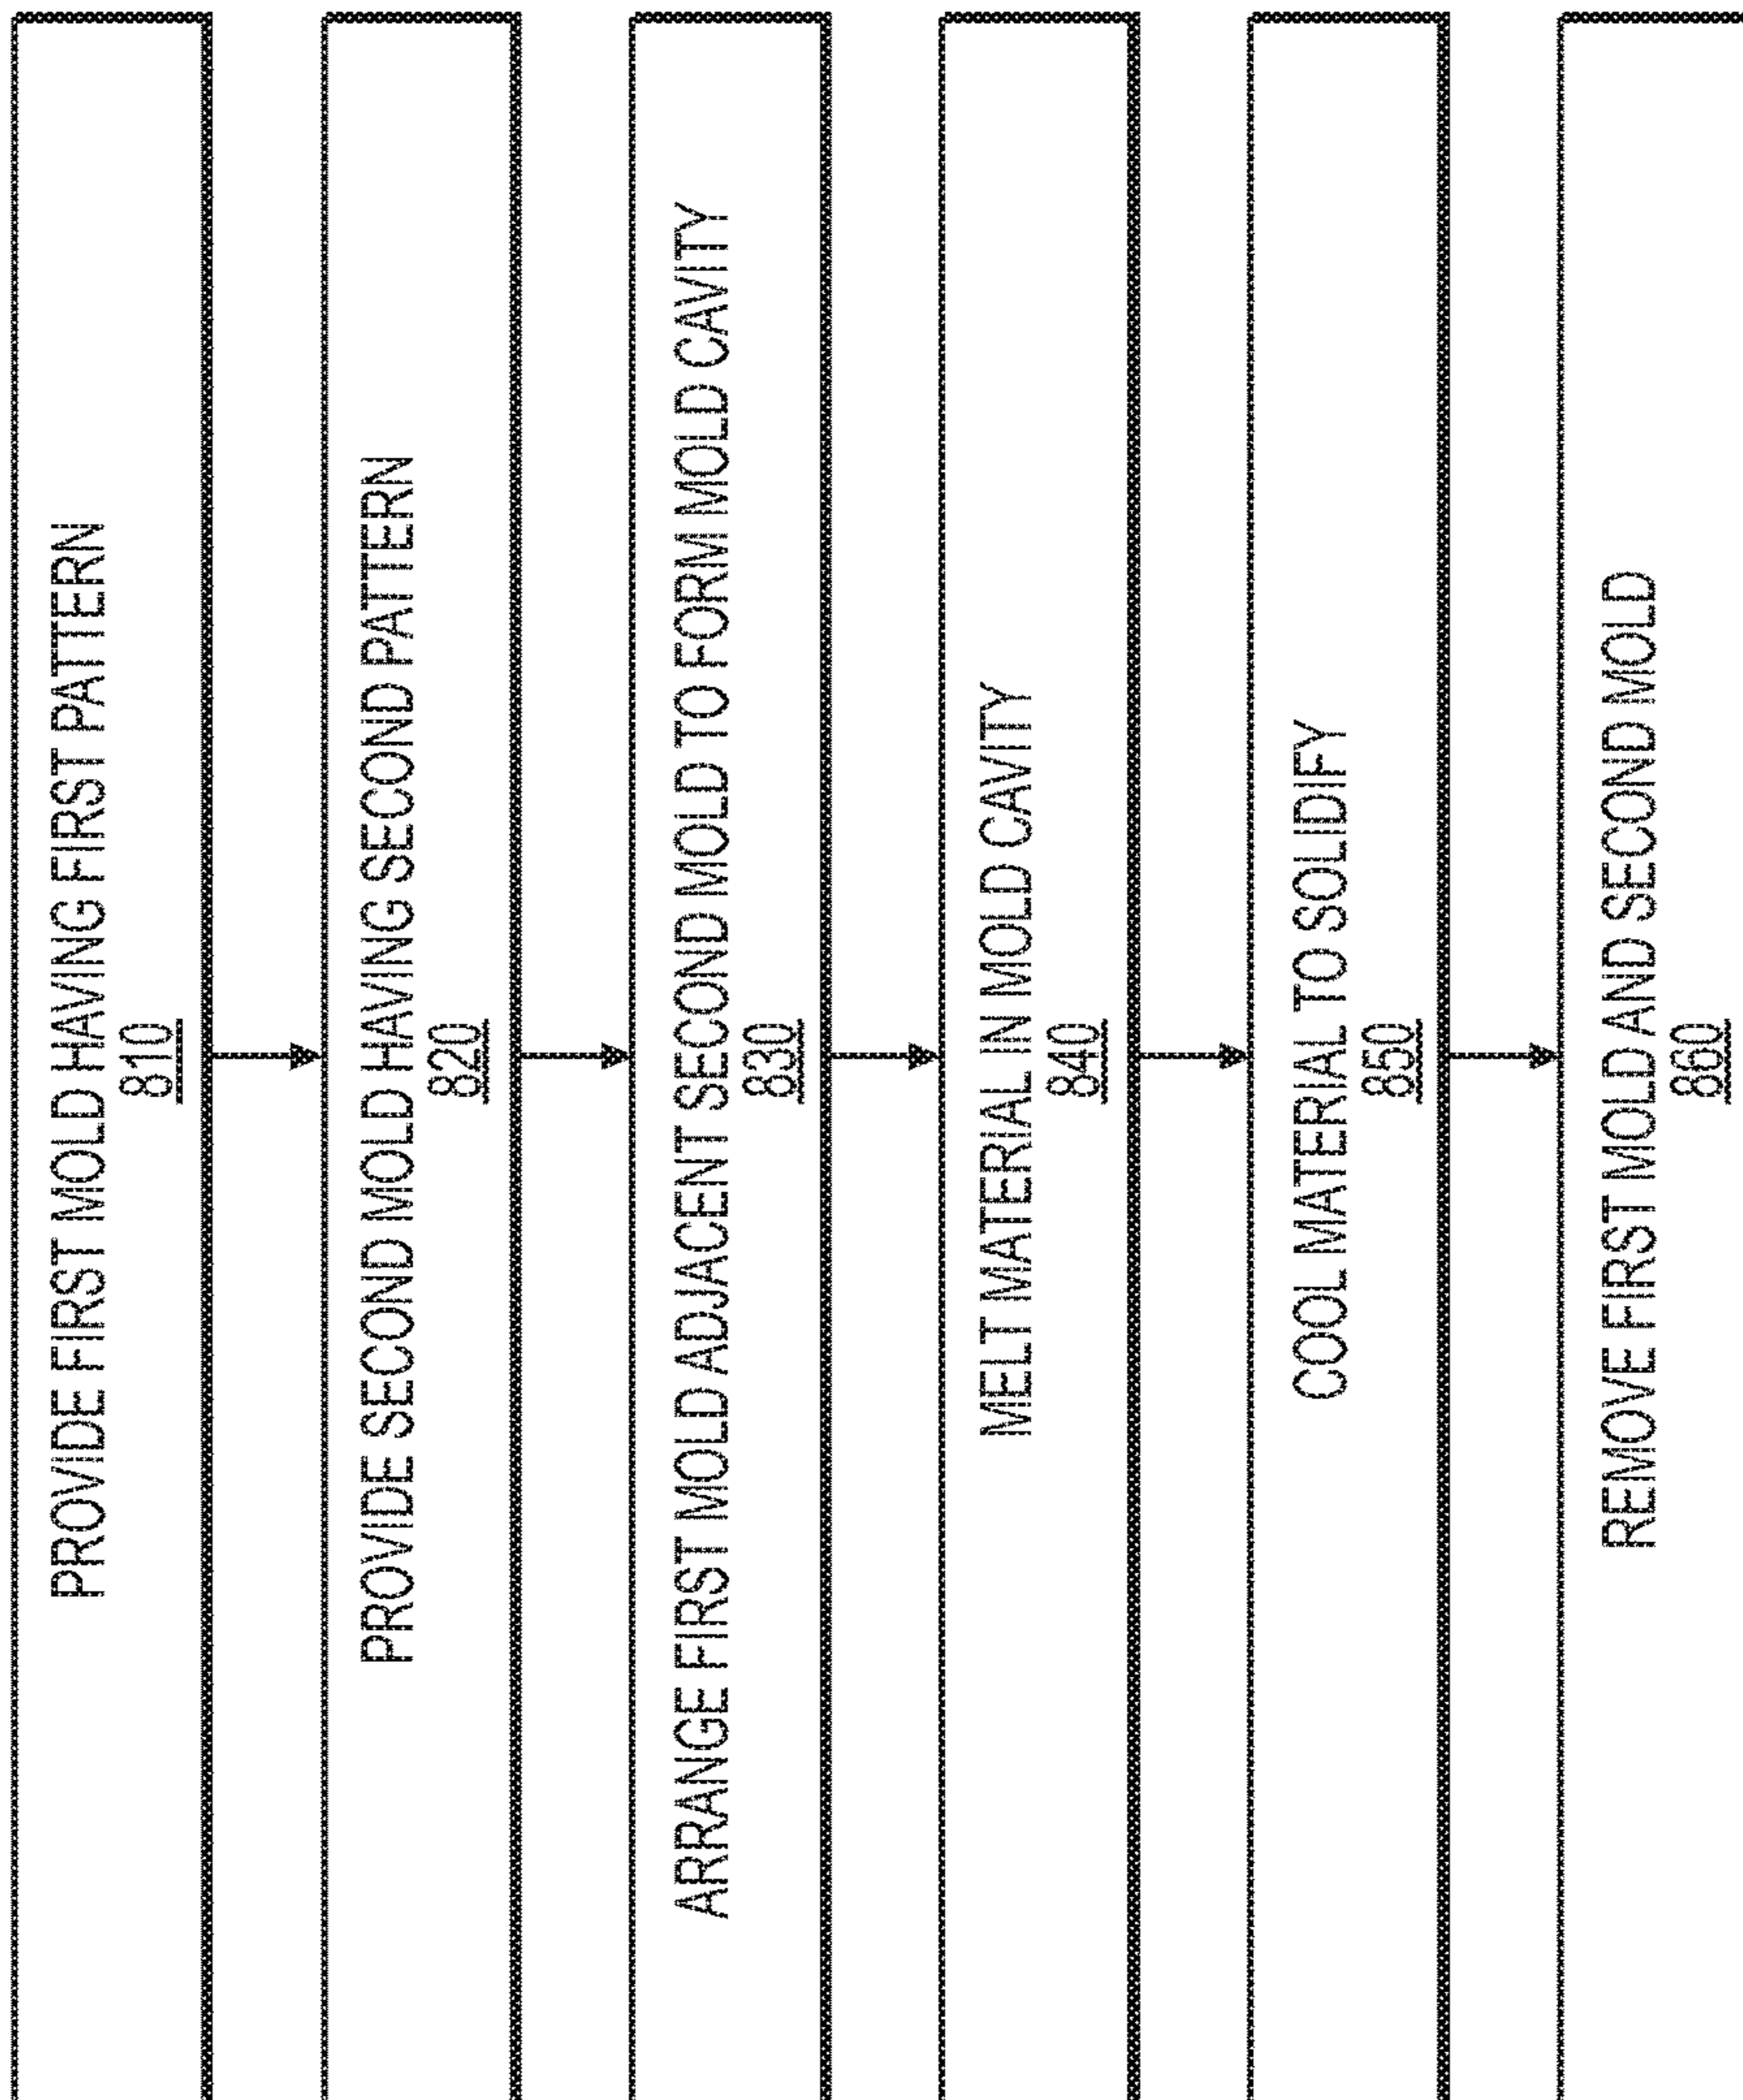 PROVIDE FIRST MOLD HAVING FIRST PATTERN
810
PROVIDE SECOND MOLD HAVING SECOND PATTERN
820
ARRANGE FIRST MOLD ADJACENT SECOND MOLD TO FORM MOLD CAVITY
830
MELT MATERIAL IN MOLD CAVITY
840
COOL MATERIAL TO SOLIDIFY
850
REMOVE FIRST MOLD AND SECOND MOLD
860